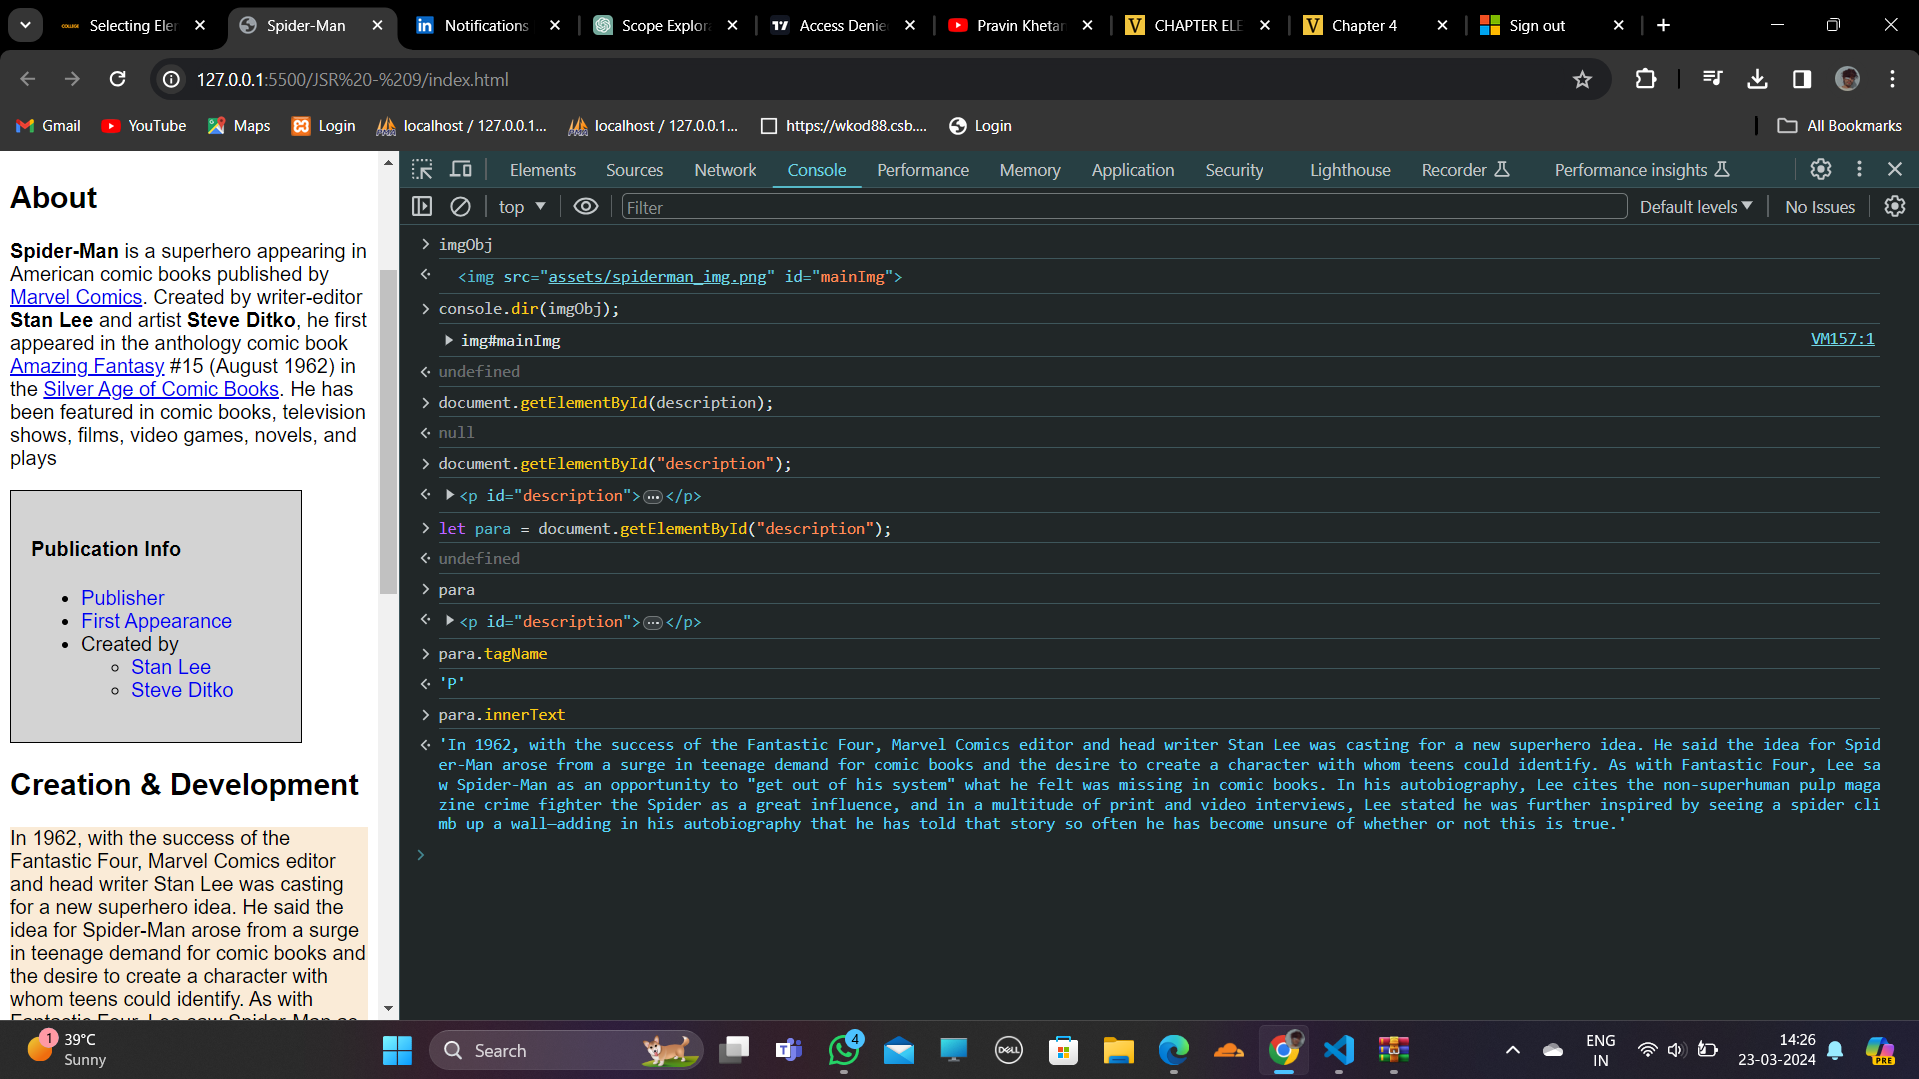 Selecting Elen
Spider-Man
Notifications
Scope Explora
Access Denie
Pravin Khetan
CHAPTER ELE
Chapter 4
Sign out
127.0.0.1:5500/JSR%20-%209/index.html
Gmail
YouTube
Maps
Login
localhost / 127.0.0.1...
localhost / 127.0.0.1...
https://wkod88.csb....
Login
All Bookmarks
About
Spider-Man is a superhero appearing in
American comic books published by
Marvel Comics. Created by writer-editor
Stan Lee and artist Steve Ditko, he first
appeared in the anthology comic book
Amazing Fantasy #15 (August 1962) in
the Silver Age of Comic Books. He has
been featured in comic books, television
shows, films, video games, novels, and
plays
Publication Info
Publisher
First Appearance
Created by
Stan Lee
Steve Ditko
Creation & Development
In 1962, with the success of the
Fantastic Four, Marvel Comics editor
and head writer Stan Lee was casting
for a new superhero idea. He said the
idea for Spider-Man arose from a surge
in teenage demand for comic books and
the desire to create a character with
whom teens could identify. As with
Fantastic Four, Lee saw Spider-Man as
Elements Sources Network Console Performance Memory Application Security Lighthouse Recorder Performance insights
top Filter Default levels No Issues
imgObj
<img src="assets/spiderman_img.png" id="mainImg">
console.dir(imgObj);
img#mainImg VM157:1
undefined
document.getElementById(description);
null
document.getElementById("description");
<p id="description">…</p>
let para = document.getElementById("description");
undefined
para
<p id="description">…</p>
para.tagName
'P'
para.innerText
'In 1962, with the success of the Fantastic Four, Marvel Comics editor and head writer Stan Lee was casting for a new superhero idea. He said the idea for Spid
er-Man arose from a surge in teenage demand for comic books and the desire to create a character with whom teens could identify. As with Fantastic Four, Lee sa
w Spider-Man as an opportunity to "get out of his system" what he felt was missing in comic books. In his autobiography, Lee cites the non-superhuman pulp maga
zine crime fighter the Spider as a great influence, and in a multitude of print and video interviews, Lee stated he was further inspired by seeing a spider cli
mb up a wall—adding in his autobiography that he has told that story so often he has become unsure of whether or not this is true.'
1
39°C
Sunny
Search
4
DELL
ENG
IN
14:26
23-03-2024
PRE